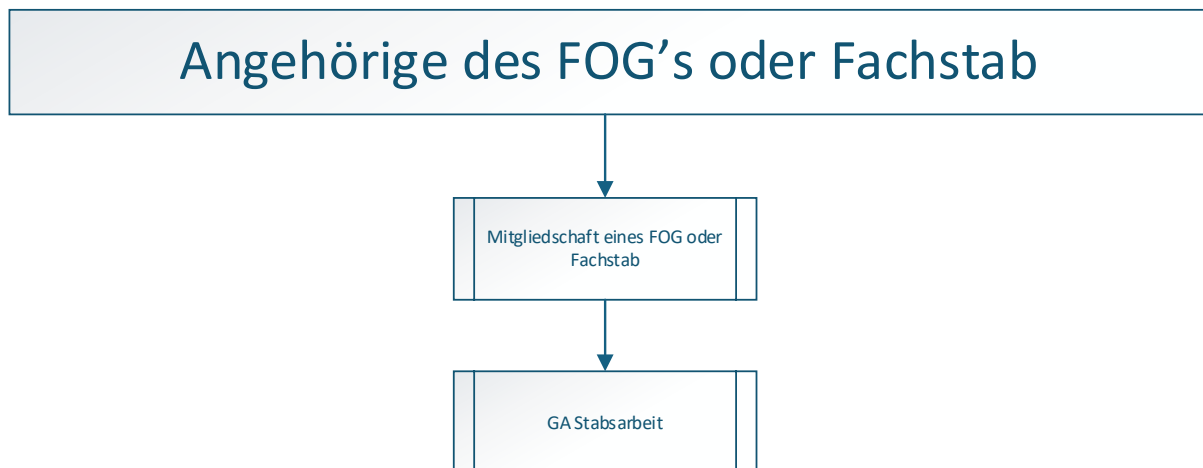 Angehörige des FOG’s oder Fachstab
Mitgliedschaft eines FOG oder
Fachstab
GA Stabsarbeit